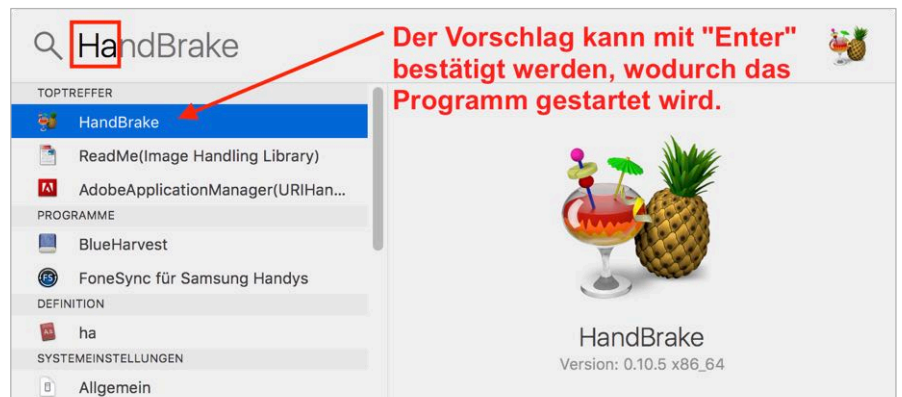 HandBrake
Der Vorschlag kann mit "Enter"
bestätigt werden, wodurch das
Programm gestartet wird.
TOPTREFFER
HandBrake
ReadMe(Image Handling Library)
AdobeApplicationManager(URIHan...
PROGRAMME
BlueHarvest
FoneSync für Samsung Handys
DEFINITION
ha
SYSTEMEINSTELLUNGEN
Allgemein
HandBrake
Version: 0.10.5 x86_64